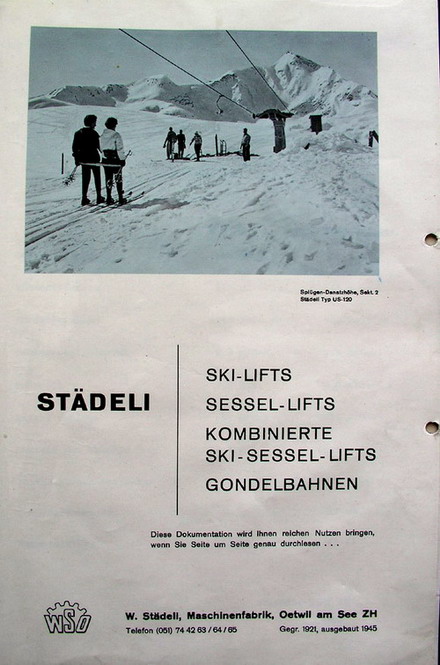 Splügen-Danatzhöhe, Sekt. 2
Städeli Typ US-120
STÄDELI
SKI-LIFTS
SESSEL-LIFTS
KOMBINIERTE
SKI-SESSEL-LIFTS
GONDELBAHNEN
Diese Dokumentation wird Ihnen reichen Nutzen bringen,
wenn Sie Seite um Seite genau durchlesen . . .
WSO
W. Städeli, Maschinenfabrik, Oetwil am See ZH
Telefon (051) 74 42 63 / 64 / 65 Gegr. 1921, ausgebaut 1945